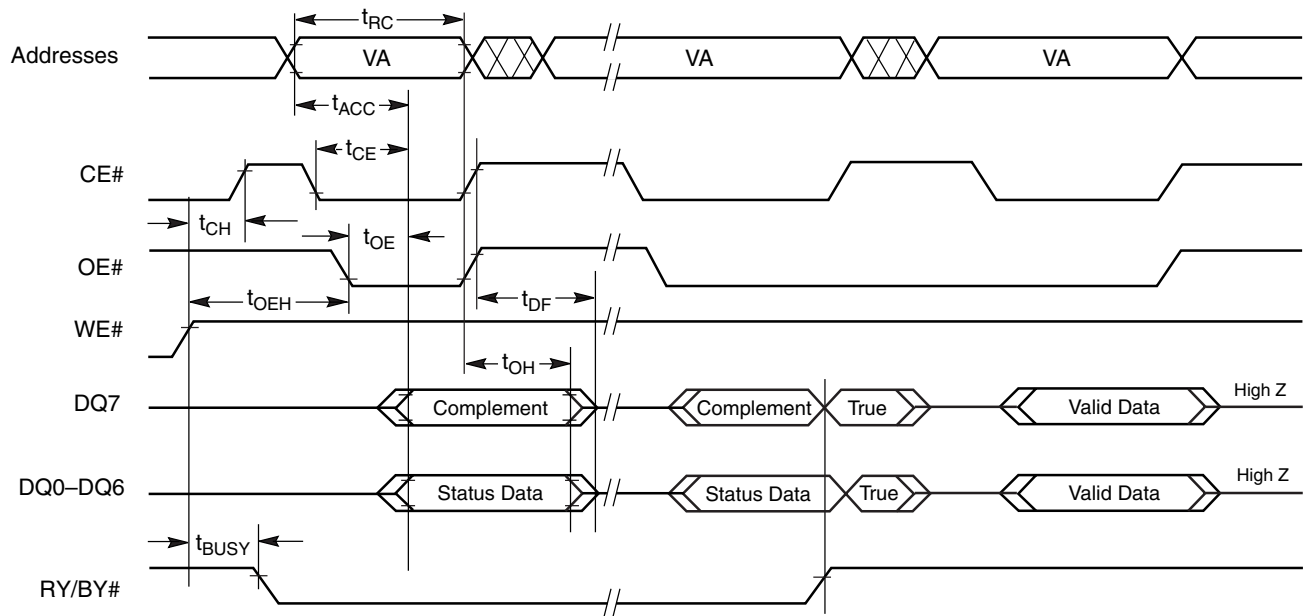 tRC
Addresses VA VA VA
tACC
tCE
CE#
tCH
tOE
OE#
tOEH
tDF
WE#
tOH
DQ7 Complement Complement True Valid Data High Z
DQ0–DQ6 Status Data Status Data True Valid Data High Z
tBUSY
RY/BY#